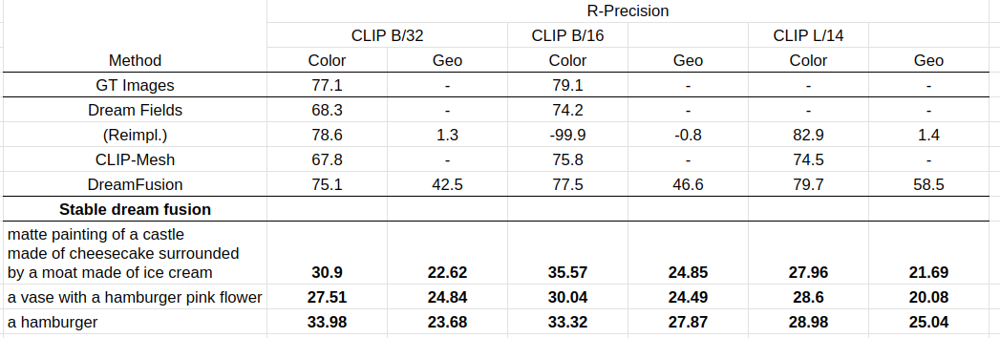 R-Precision
CLIP B/32 CLIP B/16 CLIP L/14
Method Color Geo Color Geo Color Geo
GT Images 77.1 - 79.1 - - -
Dream Fields 68.3 - 74.2 - - -
(Reimpl.) 78.6 1.3 -99.9 -0.8 82.9 1.4
CLIP-Mesh 67.8 - 75.8 - 74.5 -
DreamFusion 75.1 42.5 77.5 46.6 79.7 58.5
Stable dream fusion
matte painting of a castle
made of cheesecake surrounded
by a moat made of ice cream 30.9 22.62 35.57 24.85 27.96 21.69
a vase with a hamburger pink flower 27.51 24.84 30.04 24.49 28.6 20.08
a hamburger 33.98 23.68 33.32 27.87 28.98 25.04